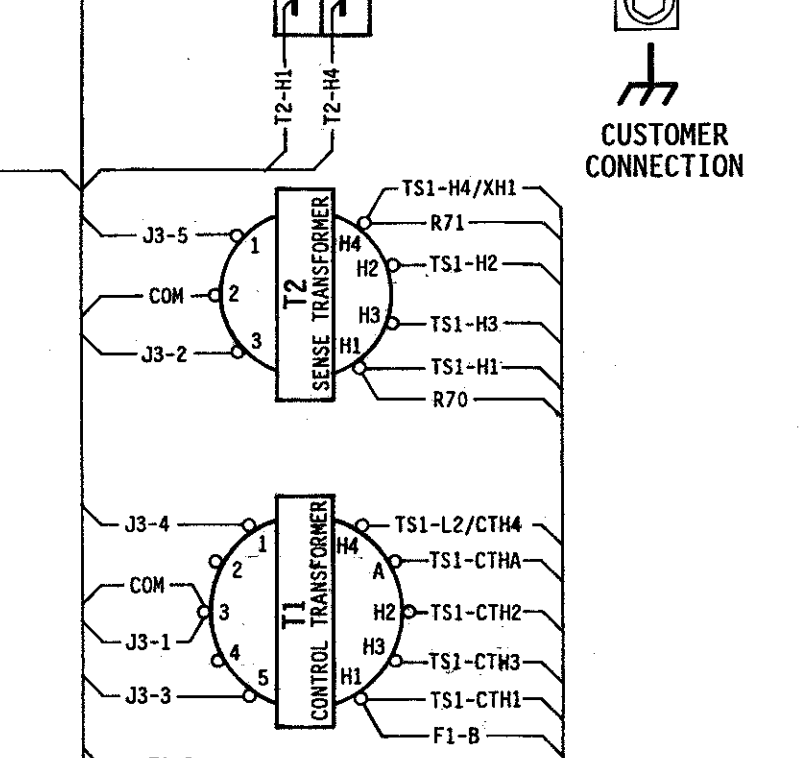 T2-H1
T2-H4
CUSTOMER
CONNECTION
TS1-H4/XH1
R71
J3-5
1
H4
H2
TS1-H2
COM
2
T2
SENSE TRANSFORMER
H3
TS1-H3
J3-2
3
H1
TS1-H1
R70
J3-4
1
H4
TS1-L2/CTH4
2
A
TS1-CTHA
COM
3
T1
CONTROL TRANSFORMER
H2
TS1-CTH2
J3-1
4
H3
TS1-CTW3
5
H1
J3-3
TS1-CTH1
F1-B